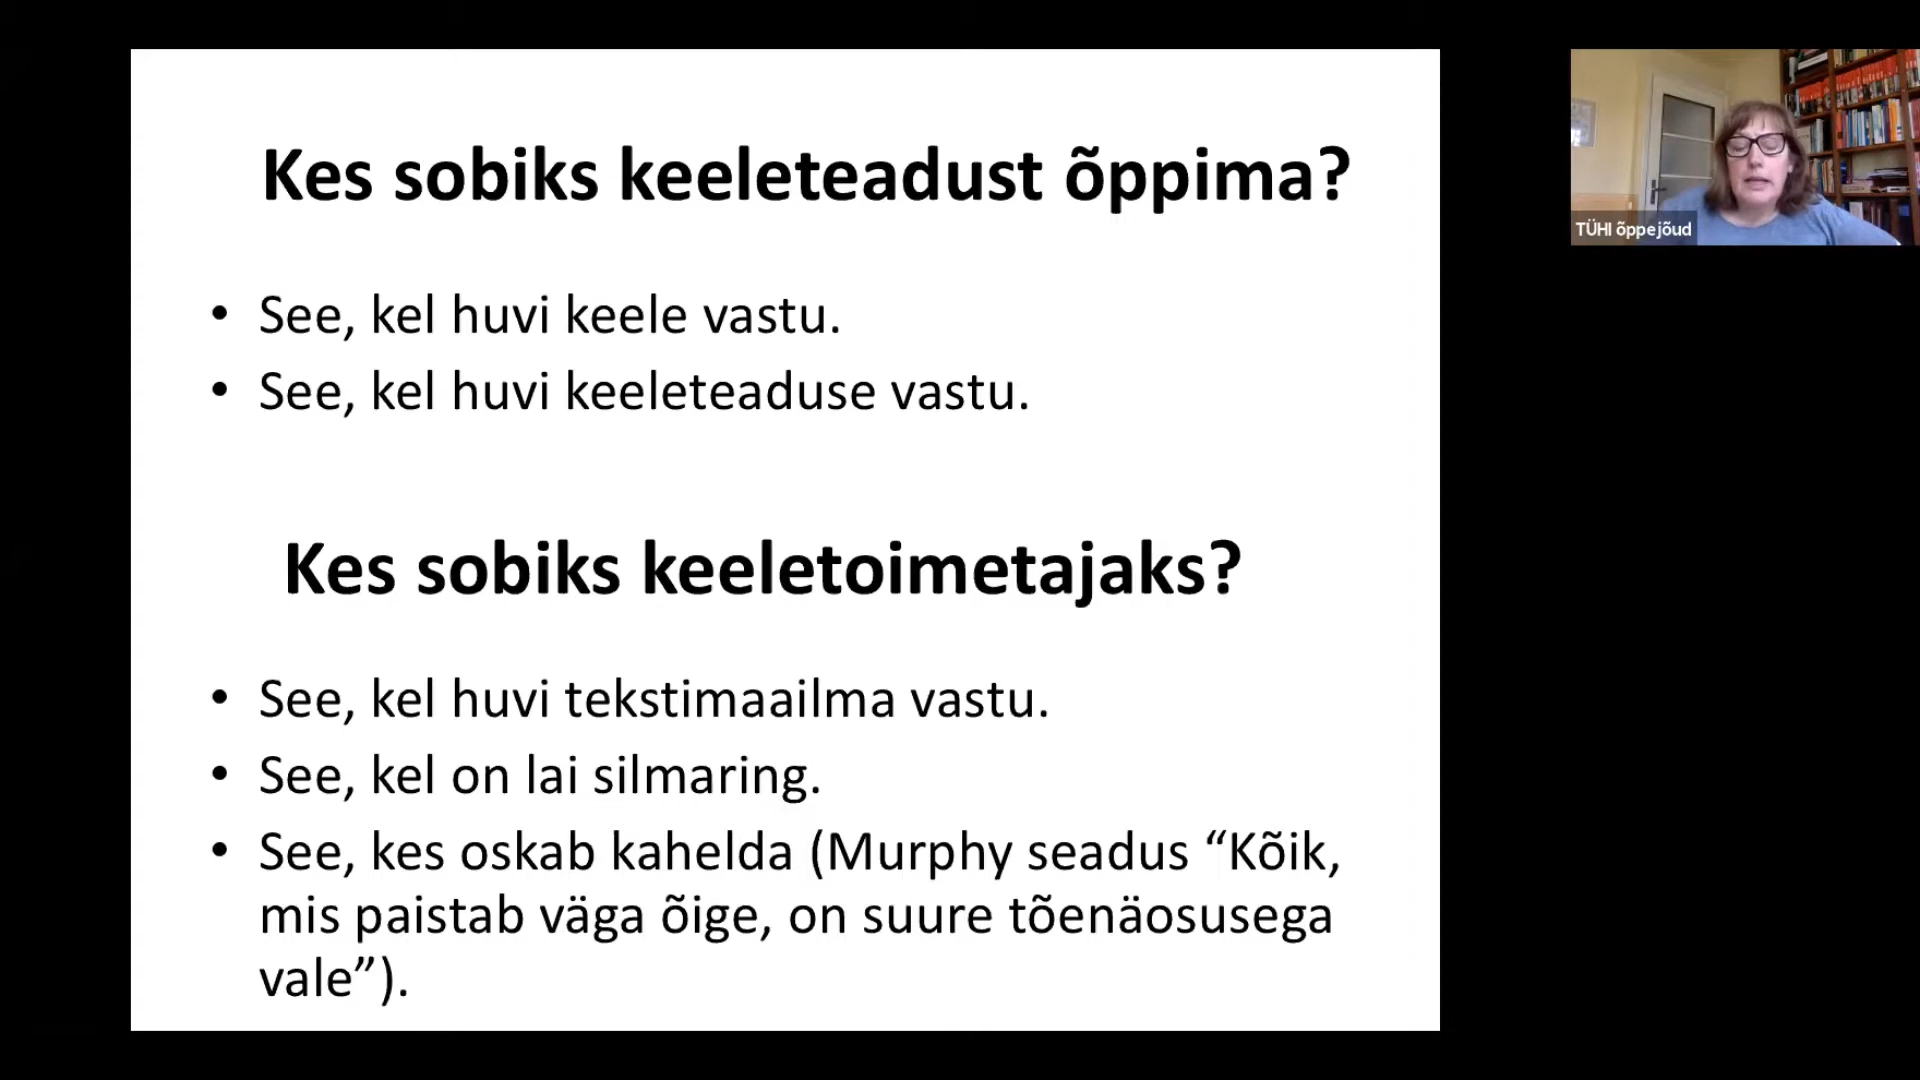 Kes sobiks keeleteadust õppima?
• See, kel huvi keele vastu.
• See, kel huvi keeleteaduse vastu.
Kes sobiks keeletoimetajaks?
• See, kel huvi tekstimaailma vastu.
• See, kel on lai silmaring.
• See, kes oskab kahelda (Murphy seadus “Kõik,
mis paistab väga õige, on suure tõenäosusega
vale”).
TÜHI õppejõud